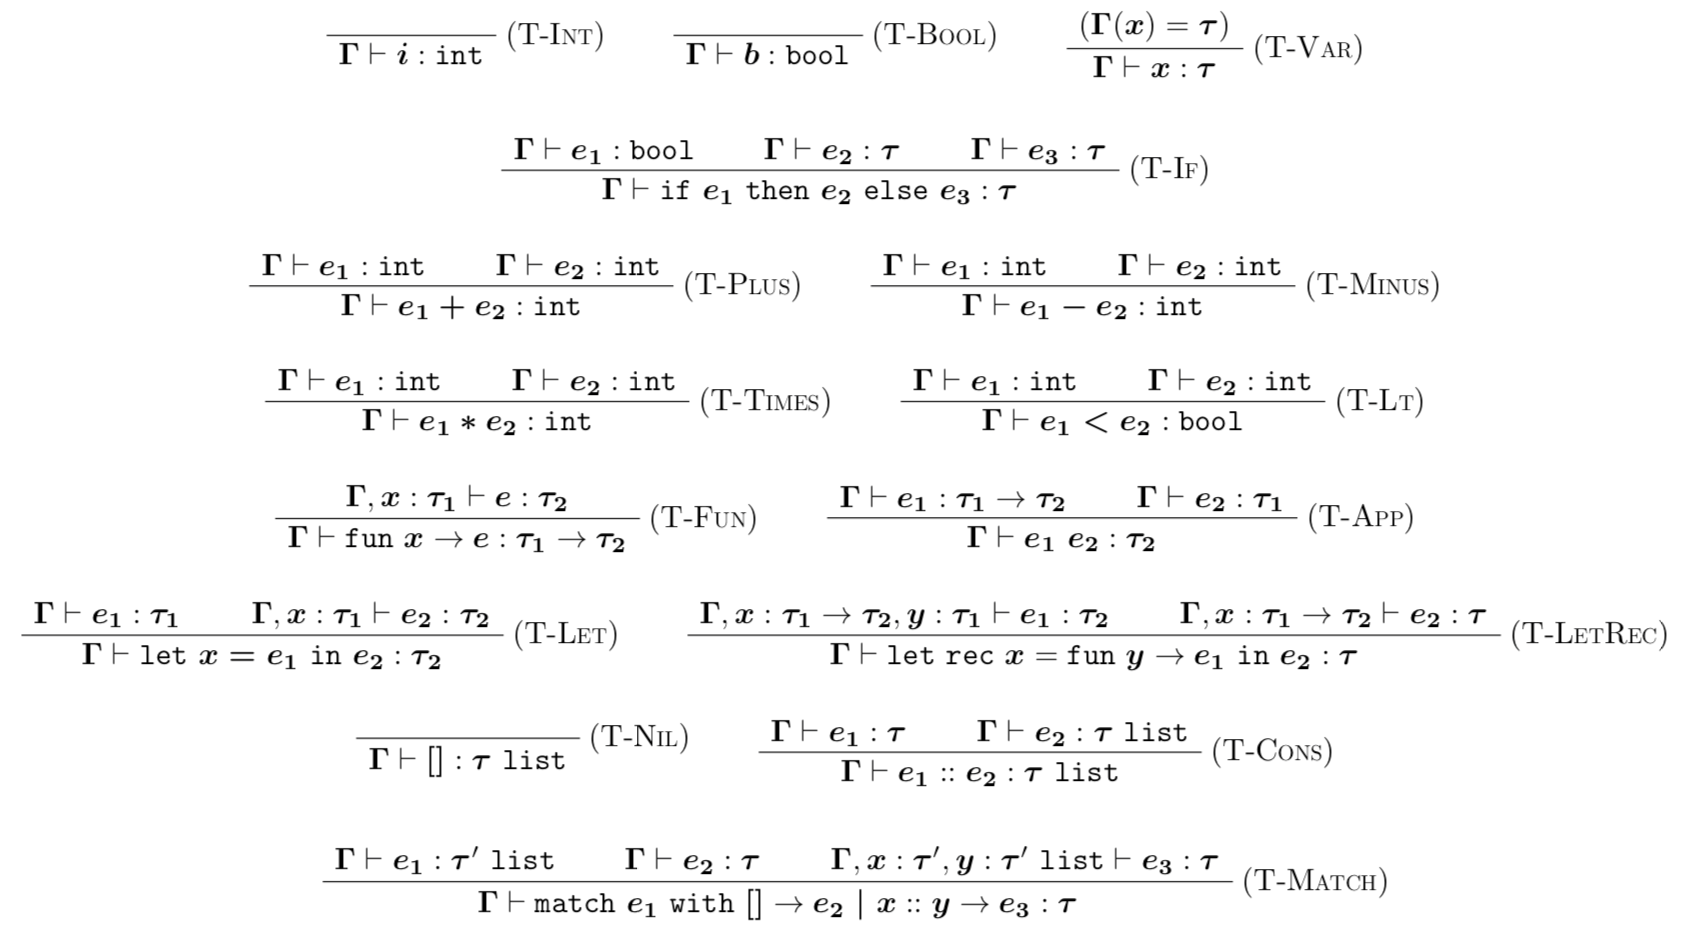 Γ ⊢ i : int (T-Int) Γ ⊢ b : bool (T-Bool) (Γ(x) = τ)
Γ ⊢ x : τ (T-Var)
Γ ⊢ e₁ : bool Γ ⊢ e₂ : τ Γ ⊢ e₃ : τ
Γ ⊢ if e₁ then e₂ else e₃ : τ (T-If)
Γ ⊢ e₁ : int Γ ⊢ e₂ : int
Γ ⊢ e₁ + e₂ : int (T-Plus)
Γ ⊢ e₁ : int Γ ⊢ e₂ : int
Γ ⊢ e₁ − e₂ : int (T-Minus)
Γ ⊢ e₁ : int Γ ⊢ e₂ : int
Γ ⊢ e₁ * e₂ : int (T-Times)
Γ ⊢ e₁ : int Γ ⊢ e₂ : int
Γ ⊢ e₁ < e₂ : bool (T-Lt)
Γ, x : τ₁ ⊢ e : τ₂
Γ ⊢ fun x → e : τ₁ → τ₂ (T-Fun)
Γ ⊢ e₁ : τ₁ → τ₂ Γ ⊢ e₂ : τ₁
Γ ⊢ e₁ e₂ : τ₂ (T-App)
Γ ⊢ e₁ : τ₁ Γ, x : τ₁ ⊢ e₂ : τ₂
Γ ⊢ let x = e₁ in e₂ : τ₂ (T-Let)
Γ, x : τ₁ → τ₂, y : τ₁ ⊢ e₁ : τ₂ Γ, x : τ₁ → τ₂ ⊢ e₂ : τ
Γ ⊢ let rec x = fun y → e₁ in e₂ : τ (T-LetRec)
Γ ⊢ [] : τ list (T-Nil)
Γ ⊢ e₁ : τ Γ ⊢ e₂ : τ list
Γ ⊢ e₁ :: e₂ : τ list (T-Cons)
Γ ⊢ e₁ : τ′ list Γ ⊢ e₂ : τ Γ, x : τ′, y : τ′ list ⊢ e₃ : τ
Γ ⊢ match e₁ with [] → e₂ | x :: y → e₃ : τ (T-Match)